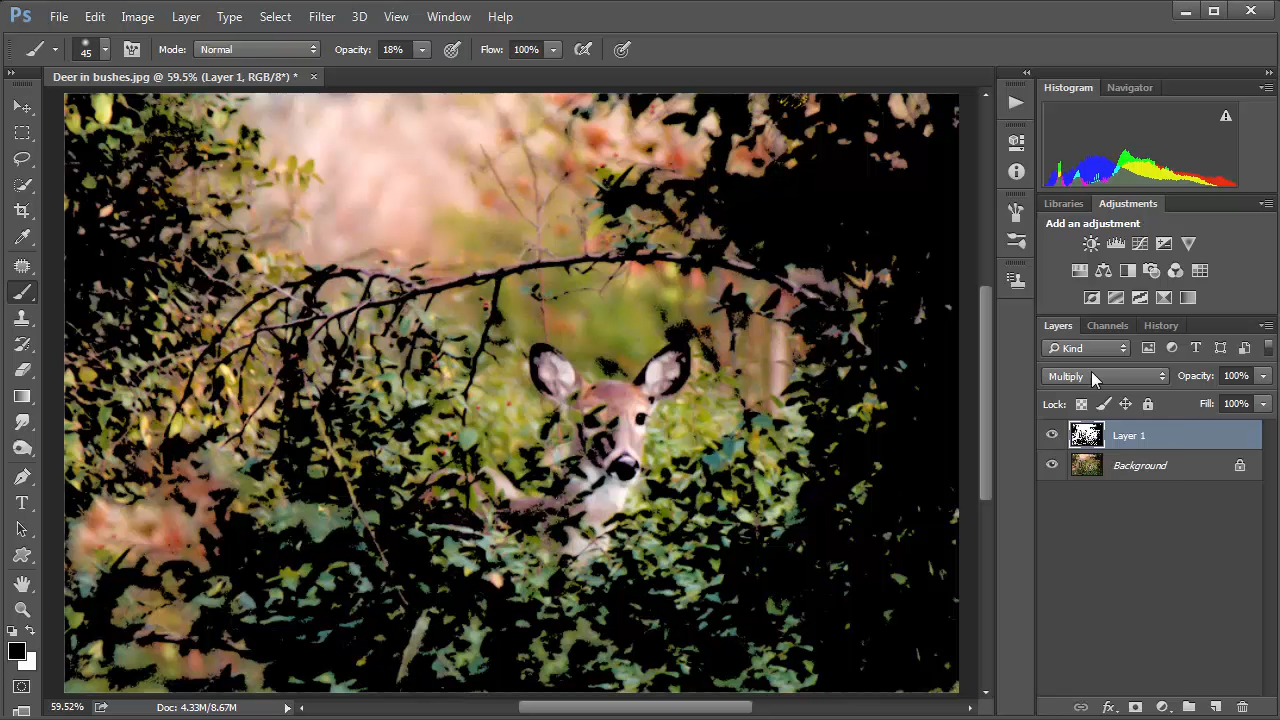 Ps File Edit Image Layer Type Select Filter 3D View Window Help
45 Mode: Normal Opacity: 18% Flow: 100%
Deer in bushes.jpg @ 59.5% (Layer 1, RGB/8*) *
Histogram Navigator
Libraries Adjustments
Add an adjustment
Layers Channels History
Kind
Multiply Opacity: 100%
Lock: Fill: 100%
Layer 1
Background
59.52% Doc: 4.33M/8.67M